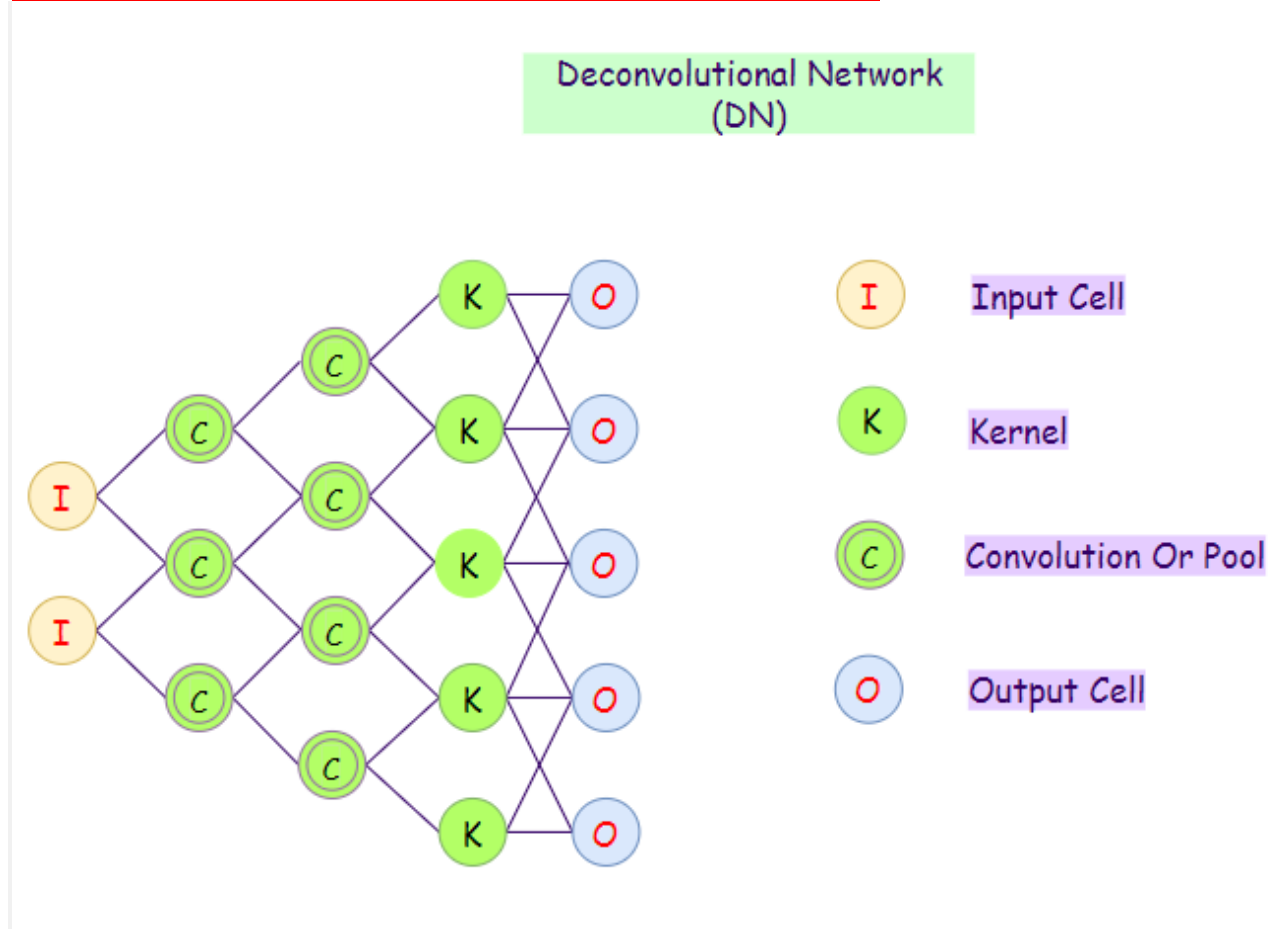 Deconvolutional Network
(DN)
K O I Input Cell
C
C K O K Kernel
I C
C K O C Convolution Or Pool
I C
C K O O Output Cell
C
K O